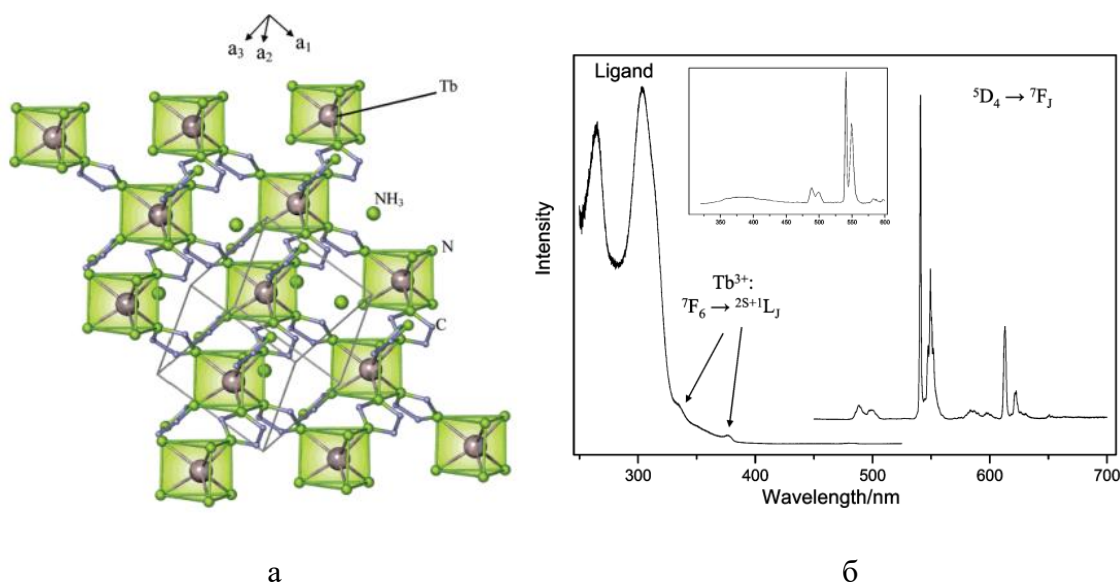 a₃ a₂ a₁
Tb
NH₃
N
C
а
Ligand
⁵D₄ → ⁷F_J
350 400 450 500 550 600
Tb³⁺:
⁷F₆ → ²ˢ⁺¹L_J
Intensity
300 400 500 600 700
Wavelength/nm
б